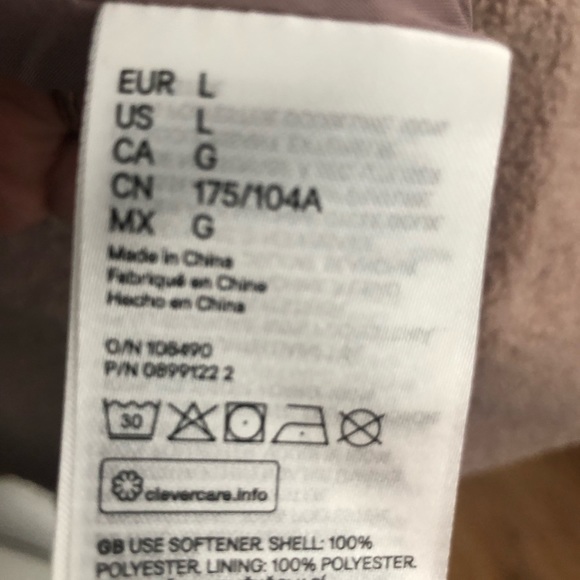 EUR L
US L
CA G
CN 175/104A
MX G
Made in China
Fabriqué en Chine
Hecho en China
O/N 106490
P/N 0899122 2
30
clevercare.info
GB USE SOFTENER. SHELL: 100%
POLYESTER. LINING: 100% POLYESTER.